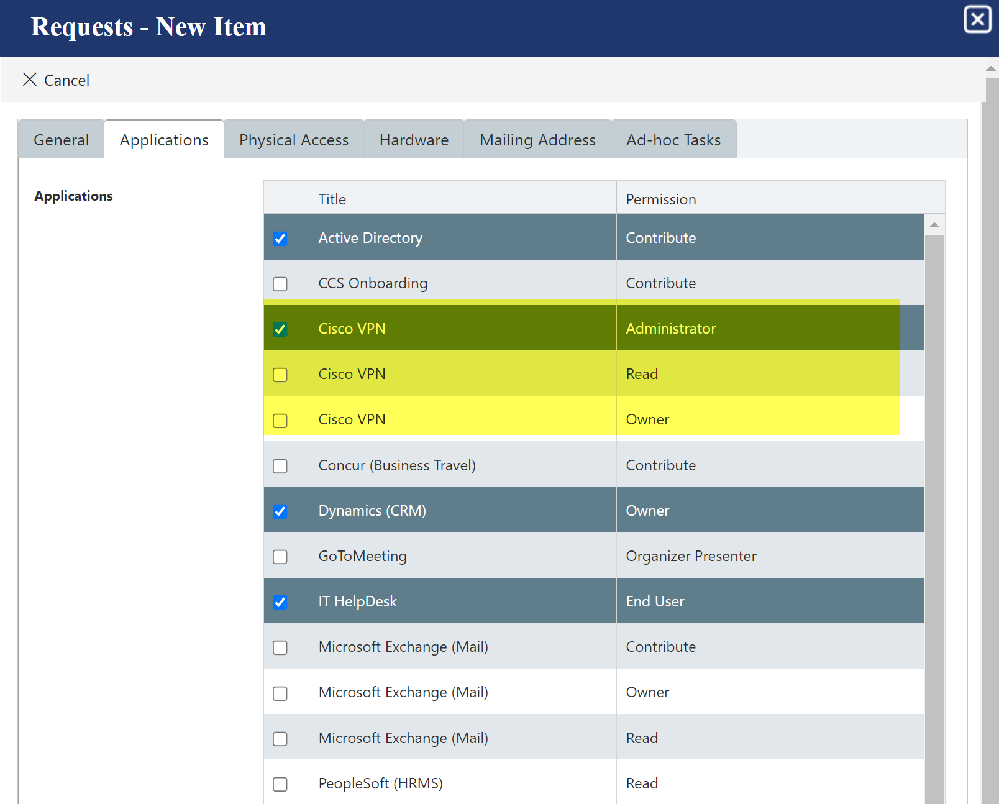 Requests - New Item
Cancel
General Applications Physical Access Hardware Mailing Address Ad-hoc Tasks
Applications
Title Permission
Active Directory Contribute
CCS Onboarding Contribute
Cisco VPN Administrator
Cisco VPN Read
Cisco VPN Owner
Concur (Business Travel) Contribute
Dynamics (CRM) Owner
GoToMeeting Organizer Presenter
IT HelpDesk End User
Microsoft Exchange (Mail) Contribute
Microsoft Exchange (Mail) Owner
Microsoft Exchange (Mail) Read
PeopleSoft (HRMS) Read